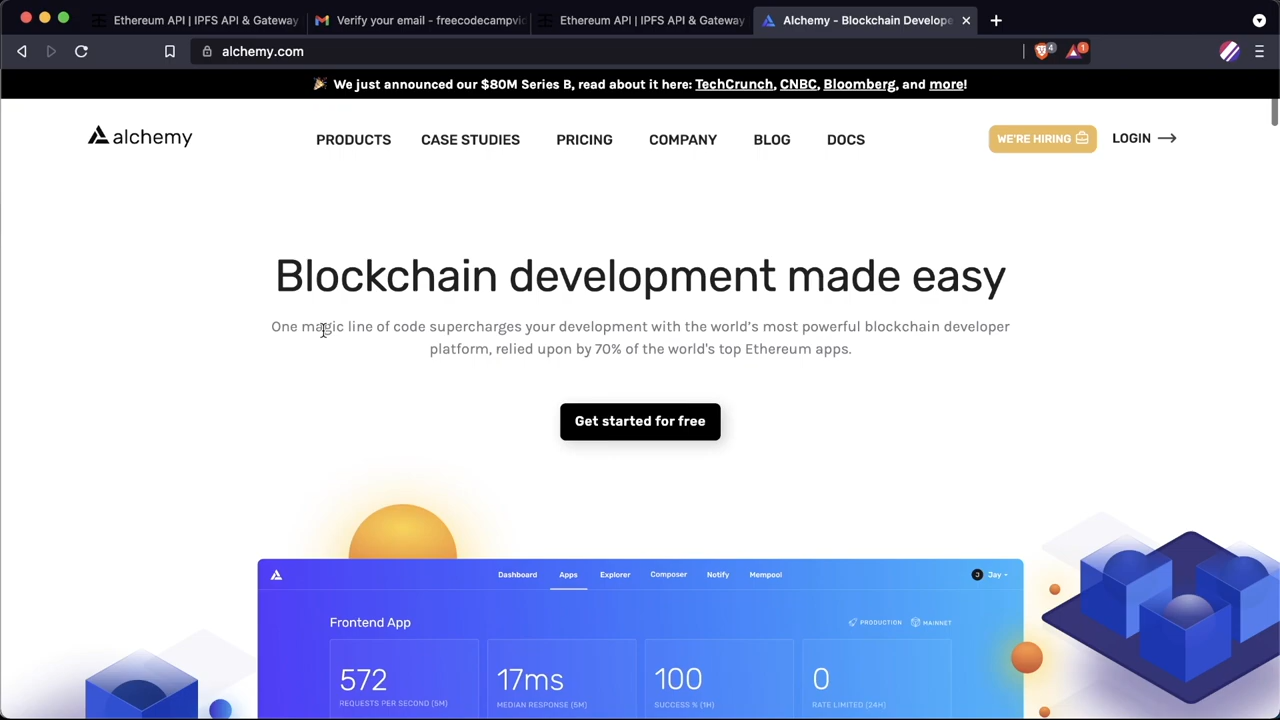 Ethereum API | IPFS API & Gateway
Verify your email - freecodecampvic
Ethereum API | IPFS API & Gateway
Alchemy - Blockchain Develope
alchemy.com
4
1
We just announced our $80M Series B, read about it here: TechCrunch, CNBC, Bloomberg, and more!
alchemy
PRODUCTS
CASE STUDIES
PRICING
COMPANY
BLOG
DOCS
WE'RE HIRING
LOGIN
Blockchain development made easy
One magic line of code supercharges your development with the world's most powerful blockchain developer
platform, relied upon by 70% of the world's top Ethereum apps.
Get started for free
Dashboard
Apps
Explorer
Composer
Notify
Mempool
J
Jay
Frontend App
PRODUCTION
MAINNET
572
17ms
100
0
REQUESTS PER SECOND (5M)
MEDIAN RESPONSE (5M)
SUCCESS % (1H)
RATE LIMITED (24H)